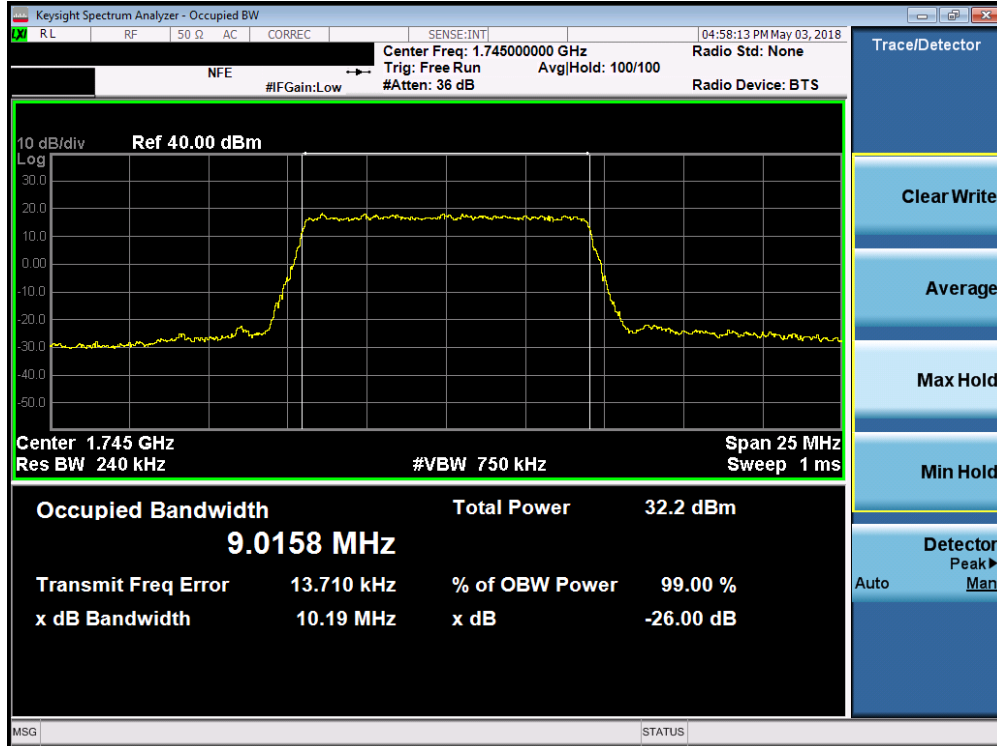 Keysight Spectrum Analyzer - Occupied BW
LXI RL RF 50 Ω AC CORREC SENSE:INT 04:58:13 PM May 03, 2018
NFE
#IFGain:Low
Center Freq: 1.745000000 GHz
Trig: Free Run Avg|Hold: 100/100
#Atten: 36 dB
Radio Std: None
Radio Device: BTS
10 dB/div Ref 40.00 dBm
Log
30.0
20.0
10.0
0.00
-10.0
-20.0
-30.0
-40.0
-50.0
Center 1.745 GHz Span 25 MHz
Res BW 240 kHz #VBW 750 kHz Sweep 1 ms
Occupied Bandwidth Total Power 32.2 dBm
9.0158 MHz
Transmit Freq Error 13.710 kHz % of OBW Power 99.00 %
x dB Bandwidth 10.19 MHz x dB -26.00 dB
Trace/Detector
Clear Write
Average
Max Hold
Min Hold
Detector
Peak▶
Auto Man
MSG STATUS